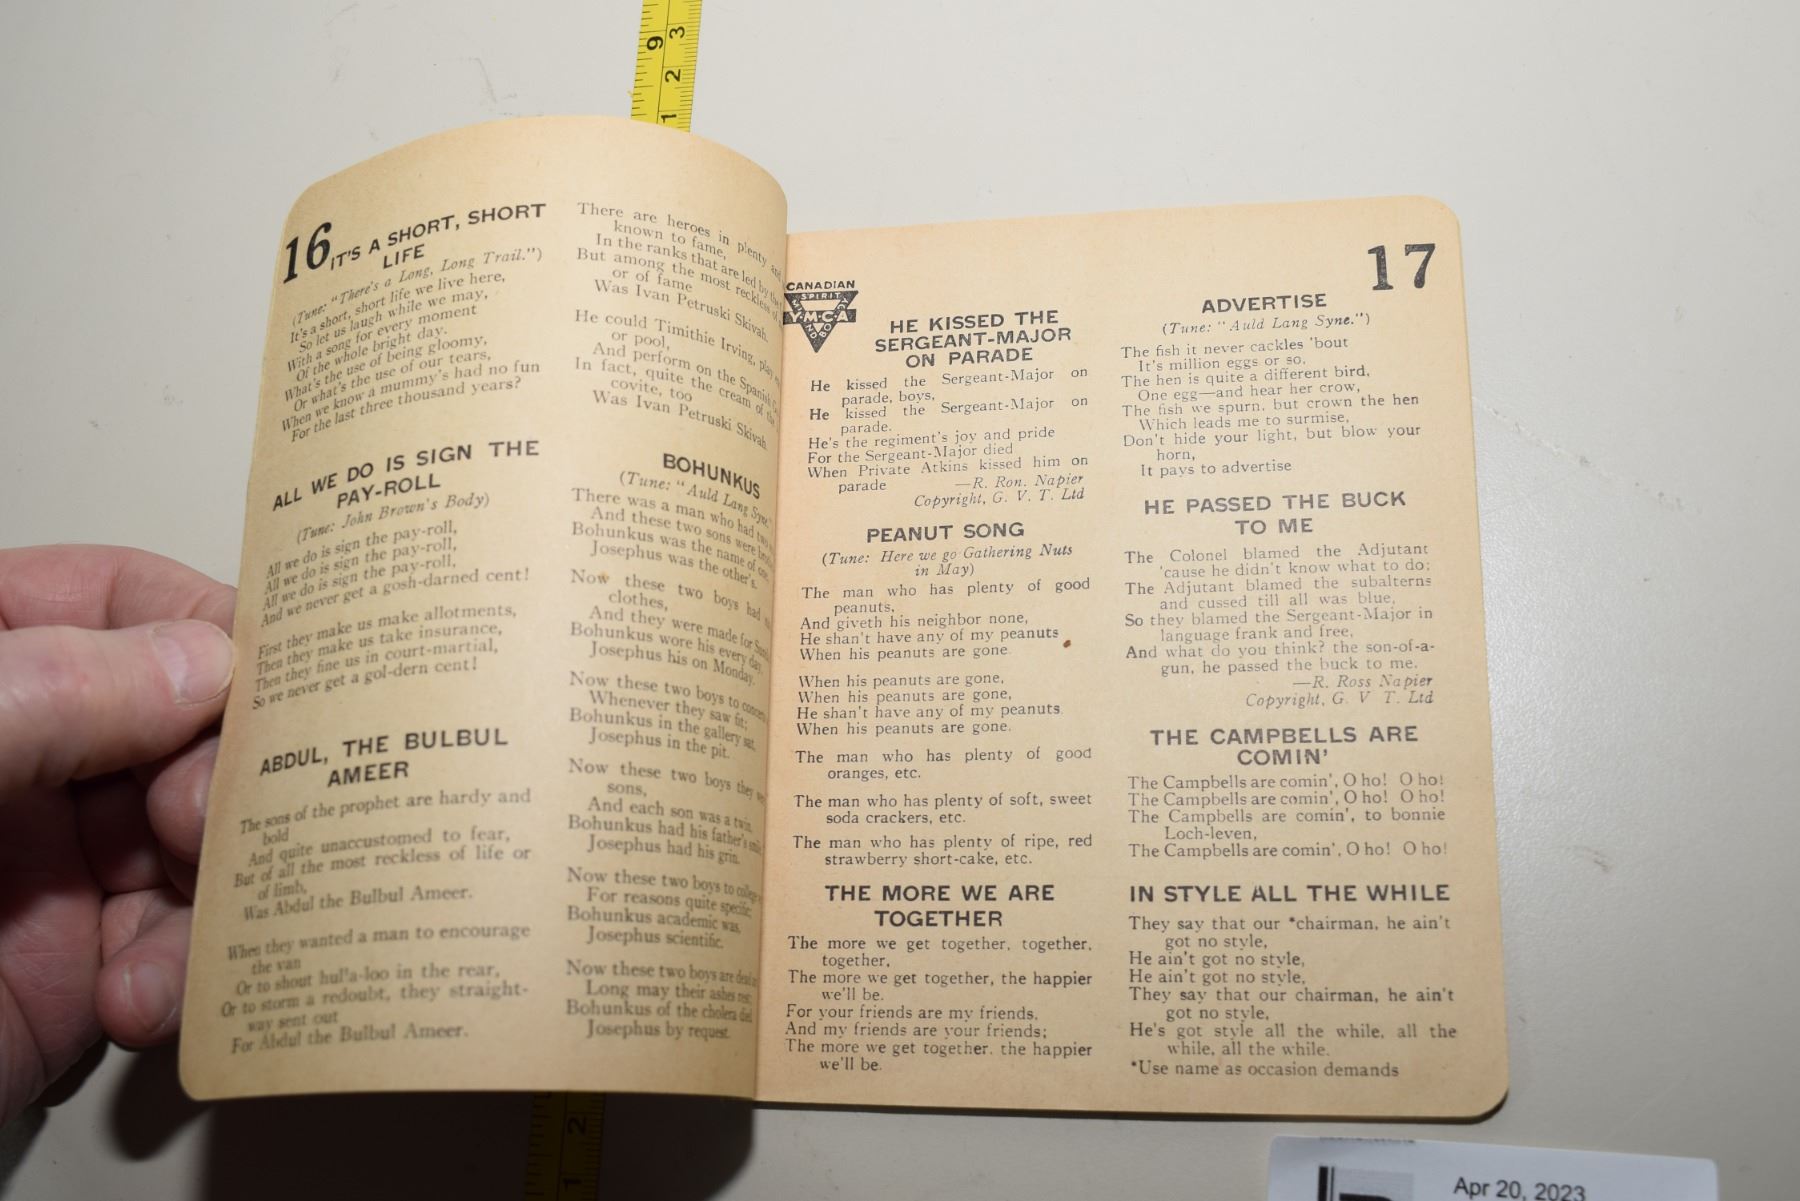 16
IT'S A SHORT, SHORT
LIFE
(Tune: "There's a Long, Long Trail.")
It's a short, short life we live here,
So let us laugh while we may,
With a song for every moment
Of the whole bright day.
What's the use of being gloomy,
Or what's the use of our tears,
When we know a mummy's had no fun
For the last three thousand years?
ALL WE DO IS SIGN THE
PAY-ROLL
(Tune: John Brown's Body)
All we do is sign the pay-roll,
All we do is sign the pay-roll,
All we do is sign the pay-roll,
And we never get a gosh-darned cent!
First they make us make allotments,
Then they make us take insurance,
Then they fine us in court-martial,
So we never get a gol-dern cent!
ABDUL, THE BULBUL
AMEER
The sons of the prophet are hardy and
bold
And quite unaccustomed to fear,
But of all the most reckless of life or
of limb,
Was Abdul the Bulbul Ameer.
When they wanted a man to encourage
the van
Or to shout hul'a-loo in the rear,
Or to storm a redoubt, they straight-
way sent out
For Abdul the Bulbul Ameer.
There are heroes in plenty and
known to fame,
In the ranks that are led by the
But among the most reckless of
or of fame
Was Ivan Petruski Skivah.
He could Timithie Irving, play
or pool,
And perform on the Spanish
In fact, quite the cream of the
covite, too
Was Ivan Petruski Skivah
BOHUNKUS
(Tune: "Auld Lang Syne."
There was a man who had two
And these two sons were
Bohunkus was the name of one,
Josephus was the other's.
Now these two boys had
clothes,
And they were made for
Bohunkus wore his every day,
Josephus his on Monday.
Now these two boys to
Whenever they saw fit;
Bohunkus in the gallery sat,
Josephus in the pit.
Now these two boys they
sons,
And each son was a twin,
Bohunkus had his father's
Josephus had his grin.
Now these two boys to college
For reasons quite specific,
Bohunkus academic was,
Josephus scientific.
Now these two boys are dead
Long may their ashes rest;
Bohunkus of the cholera died
Josephus by request.
17
CANADIAN
SPIRIT
Y·M·C·A
MIND BODY
HE KISSED THE
SERGEANT-MAJOR
ON PARADE
He kissed the Sergeant-Major on
parade, boys,
He kissed the Sergeant-Major on
parade.
He's the regiment's joy and pride
For the Sergeant-Major died
When Private Atkins kissed him on
parade —R. Ron. Napier
Copyright, G. V. T. Ltd
PEANUT SONG
(Tune: Here we go Gathering Nuts
in May)
The man who has plenty of good
peanuts,
And giveth his neighbor none,
He shan't have any of my peanuts
When his peanuts are gone.
When his peanuts are gone,
When his peanuts are gone,
He shan't have any of my peanuts.
When his peanuts are gone.
The man who has plenty of good
oranges, etc.
The man who has plenty of soft, sweet
soda crackers, etc.
The man who has plenty of ripe, red
strawberry short-cake, etc.
THE MORE WE ARE
TOGETHER
The more we get together, together,
together,
The more we get together, the happier
we'll be.
For your friends are my friends,
And my friends are your friends;
The more we get together, the happier
we'll be.
ADVERTISE
(Tune: "Auld Lang Syne.")
The fish it never cackles 'bout
It's million eggs or so,
The hen is quite a different bird,
One egg—and hear her crow,
The fish we spurn, but crown the hen
Which leads me to surmise,
Don't hide your light, but blow your
horn,
It pays to advertise
HE PASSED THE BUCK
TO ME
The Colonel blamed the Adjutant
'cause he didn't know what to do;
The Adjutant blamed the subalterns
and cussed till all was blue,
So they blamed the Sergeant-Major in
language frank and free,
And what do you think? the son-of-a-
gun, he passed the buck to me.
—R. Ross Napier
Copyright, G. V T. Ltd
THE CAMPBELLS ARE
COMIN'
The Campbells are comin', O ho! O ho!
The Campbells are comin', O ho! O ho!
The Campbells are comin', to bonnie
Loch-leven,
The Campbells are comin', O ho! O ho!
IN STYLE ALL THE WHILE
They say that our *chairman, he ain't
got no style,
He ain't got no style,
He ain't got no style,
They say that our chairman, he ain't
got no style,
He's got style all the while, all the
while, all the while.
*Use name as occasion demands
9
3
2
1
2
1
Apr 20, 2023